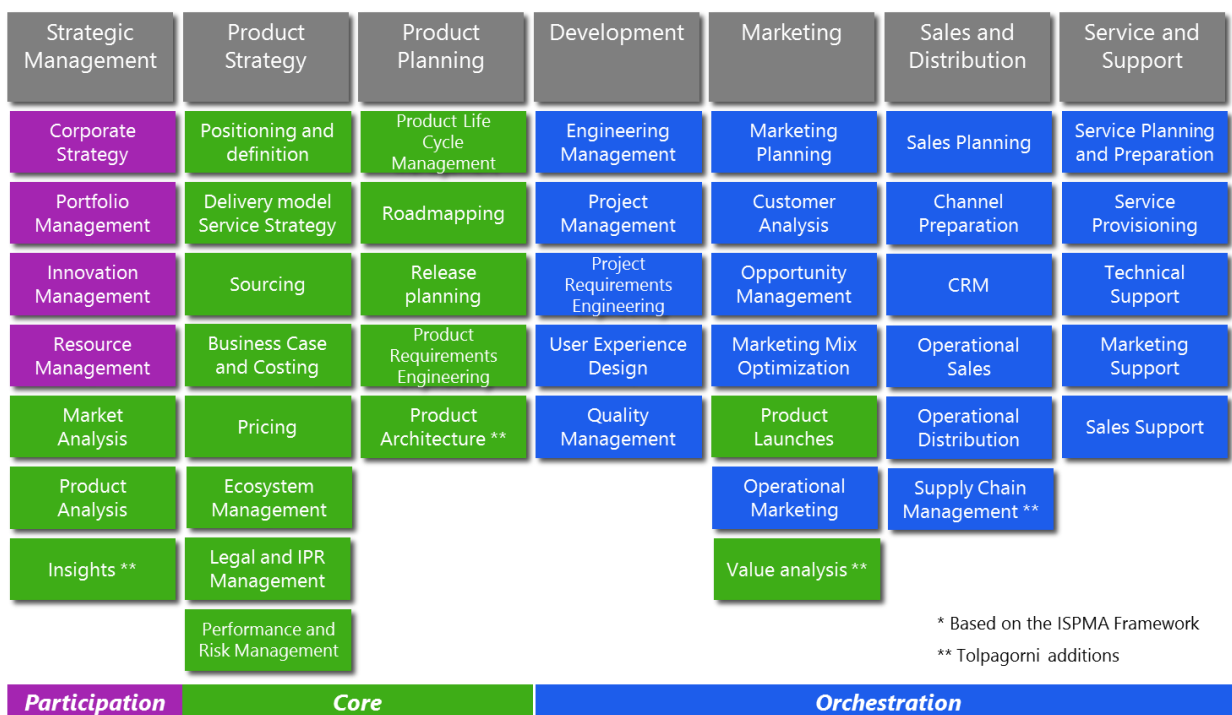 Strategic
Management
Product
Strategy
Product
Planning
Development
Marketing
Sales and
Distribution
Service and
Support
Corporate
Strategy
Positioning and
definition
Product Life
Cycle
Management
Engineering
Management
Marketing
Planning
Sales Planning
Service Planning
and Preparation
Portfolio
Management
Delivery model
Service Strategy
Roadmapping
Project
Management
Customer
Analysis
Channel
Preparation
Service
Provisioning
Innovation
Management
Sourcing
Release
planning
Project
Requirements
Engineering
Opportunity
Management
CRM
Technical
Support
Resource
Management
Business Case
and Costing
Product
Requirements
Engineering
User Experience
Design
Marketing Mix
Optimization
Operational
Sales
Marketing
Support
Market
Analysis
Pricing
Product
Architecture **
Quality
Management
Product
Launches
Operational
Distribution
Sales Support
Product
Analysis
Ecosystem
Management
Operational
Marketing
Supply Chain
Management **
Insights **
Legal and IPR
Management
Value analysis **
Performance and
Risk Management
* Based on the ISPMA Framework
** Tolpagorni additions
Participation
Core
Orchestration